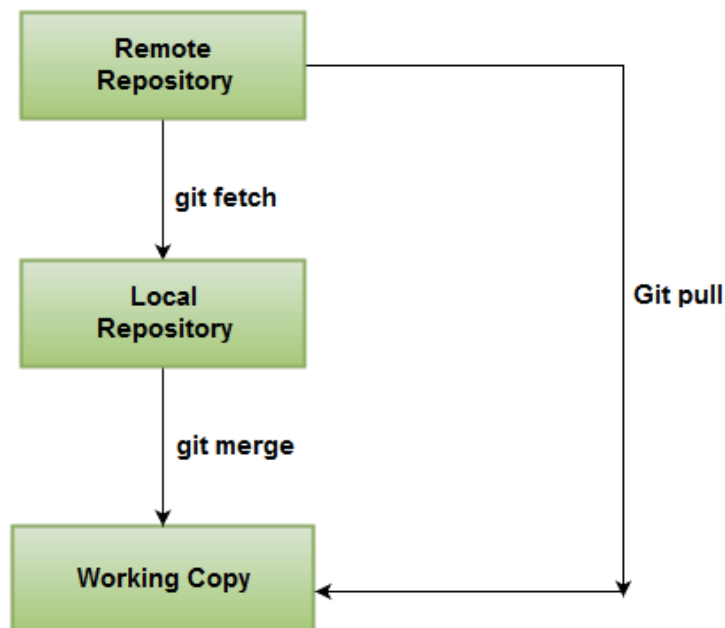 Remote
Repository
git fetch
Local
Repository
Git pull
git merge
Working Copy